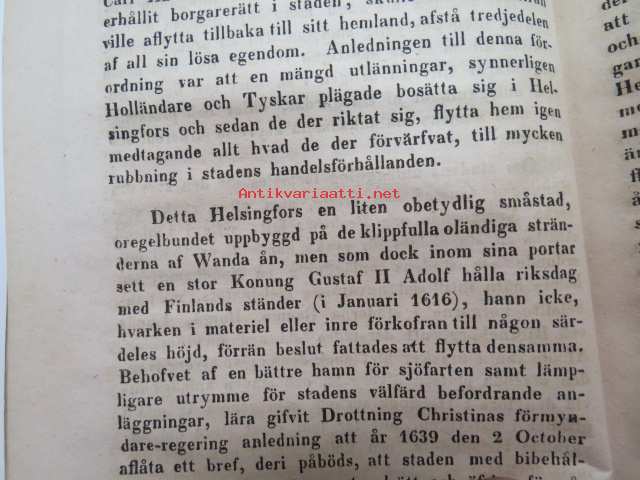 erhållit borgarerätt i staden,
ville aflytta tillbaka till sitt hemland, afstå tredjedelen
af all sin lösa egendom. Anledningen till denna för-
ordning var att en mängd utlänningar, synnerligen
Holländare och Tyskar plägade bosätta sig i Hel-
singfors och sedan de der riktat sig, flytta hem igen
medtagande allt hvad de der förvärfvat, till mycken
rubbning i stadens handelsförhållanden.
Antikvariaatti.net
Detta Helsingfors en liten obetydlig småstad,
oregelbundet uppbyggd på de klippfulla oländiga strän-
derna af Wanda ån, men som dock inom sina portar
sett en stor Konung Gustaf II Adolf hålla riksdag
med Finlands ständer (i Januari 1616), hann icke,
hvarken i materiel eller inre förkofran till någon sär-
deles höjd, förrän beslut fattades att flytta densamma.
Behofvet af en bättre hamn för sjöfarten samt lämp-
ligare utrymme för stadens välfärd befordrande an-
läggningar, lära gifvit Drottning Christinas förmyn-
dare-regering anledning att år 1639 den 2 October
aflåta ett bref, deri påböds, att staden med bibehål-
att
och